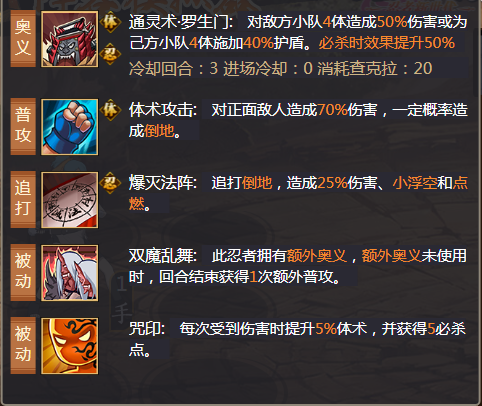 奥义
体
通灵术·罗生门： 对敌方小队4体造成50%伤害或为
己方小队4体施加40%护盾。必杀时效果提升50%
忍
冷却回合：3 进场冷却：0 消耗查克拉：20
普攻
体
体术攻击： 对正面敌人造成70%伤害，一定概率造
成倒地。
追打
忍
爆灭法阵： 追打倒地，造成25%伤害、小浮空和点
燃。
被动
双魔乱舞： 此忍者拥有额外奥义，额外奥义未使用
时，回合结束获得1次额外普攻。
1
手
被动
咒印： 每次受到伤害时提升5%体术，并获得5必杀
点。